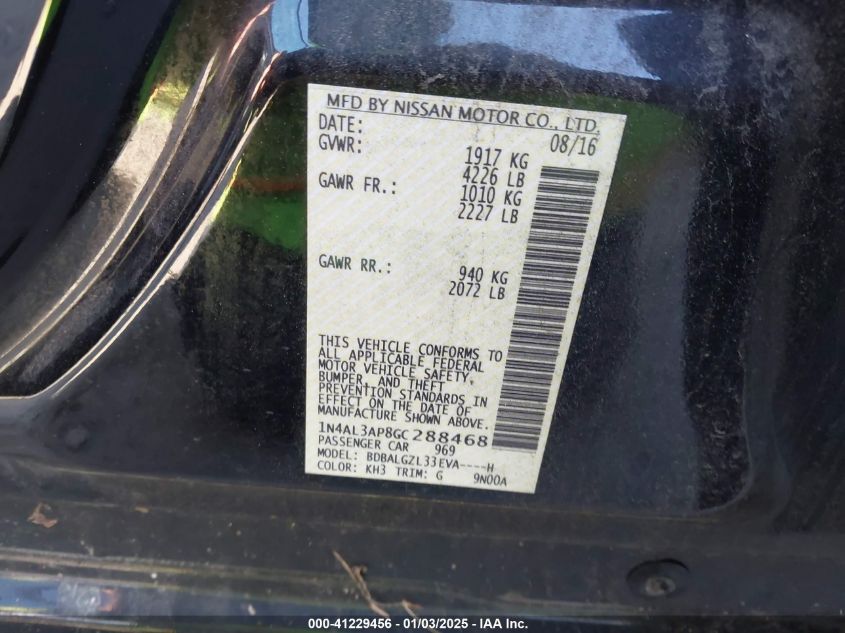 MFD BY NISSAN MOTOR CO., LTD.
DATE: 08/16
GVWR: 1917 KG
4226 LB
GAWR FR.: 1010 KG
2227 LB
GAWR RR.: 940 KG
2072 LB
THIS VEHICLE CONFORMS TO
ALL APPLICABLE FEDERAL
MOTOR VEHICLE SAFETY,
BUMPER, AND THEFT
PREVENTION STANDARDS IN
EFFECT ON THE DATE OF
MANUFACTURE SHOWN ABOVE.
1N4AL3AP8GC288468
PASSENGER CAR 969
MODEL: BDBALGZL33EVA----H
COLOR: KH3 TRIM: G 9N00A
000-41229456 - 01/03/2025 - IAA Inc.